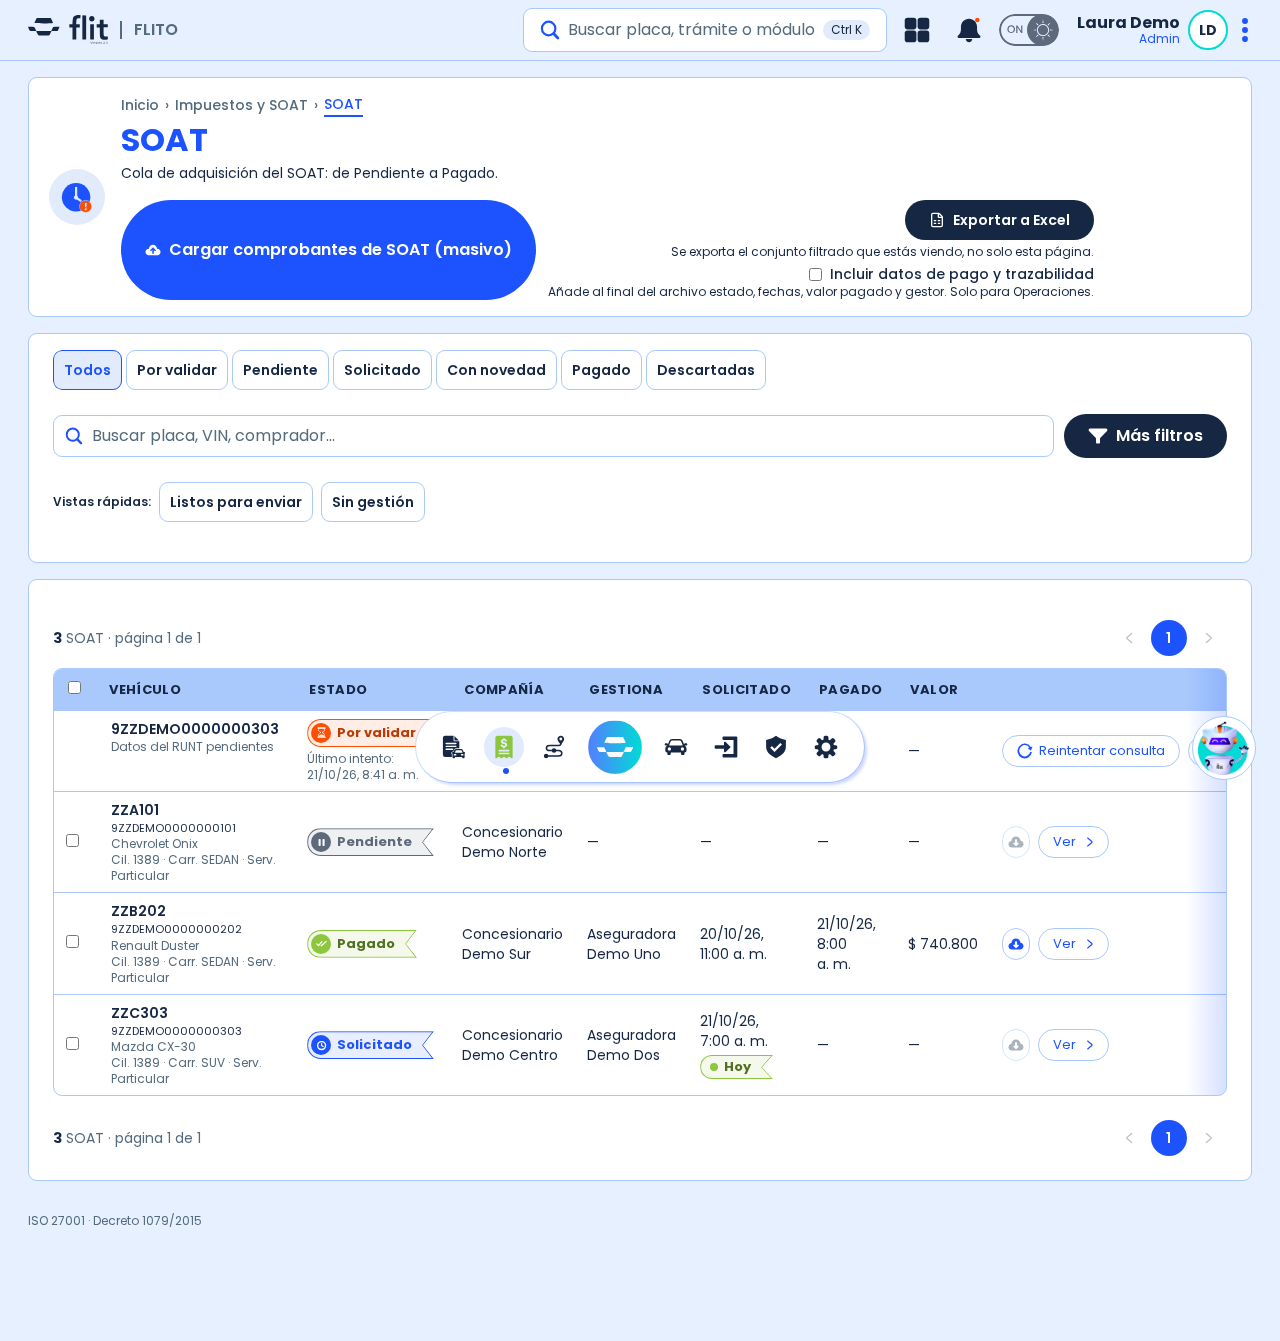 flit | FLITO
Buscar placa, trámite o módulo Ctrl K
ON
Laura Demo
Admin
LD
Inicio › Impuestos y SOAT › SOAT
SOAT
Cola de adquisición del SOAT: de Pendiente a Pagado.
Cargar comprobantes de SOAT (masivo)
Exportar a Excel
Se exporta el conjunto filtrado que estás viendo, no solo esta página.
Incluir datos de pago y trazabilidad
Añade al final del archivo estado, fechas, valor pagado y gestor. Solo para Operaciones.
Todos Por validar Pendiente Solicitado Con novedad Pagado Descartadas
Buscar placa, VIN, comprador...
Más filtros
Vistas rápidas: Listos para enviar Sin gestión
3 SOAT · página 1 de 1
1
VEHÍCULO ESTADO COMPAÑÍA GESTIONA SOLICITADO PAGADO VALOR
9ZZDEMO0000000303
Datos del RUNT pendientes
Por validar
Último intento:
21/10/26, 8:41 a. m.
—
Reintentar consulta
ZZA101
9ZZDEMO0000000101
Chevrolet Onix
Cil. 1389 · Carr. SEDAN · Serv.
Particular
Pendiente
Concesionario
Demo Norte
— — — —
Ver
ZZB202
9ZZDEMO0000000202
Renault Duster
Cil. 1389 · Carr. SEDAN · Serv.
Particular
Pagado
Concesionario
Demo Sur
Aseguradora
Demo Uno
20/10/26,
11:00 a. m.
21/10/26,
8:00
a. m.
$ 740.800
Ver
ZZC303
9ZZDEMO0000000303
Mazda CX-30
Cil. 1389 · Carr. SUV · Serv.
Particular
Solicitado
Concesionario
Demo Centro
Aseguradora
Demo Dos
21/10/26,
7:00 a. m.
Hoy
— —
Ver
3 SOAT · página 1 de 1
1
ISO 27001 · Decreto 1079/2015